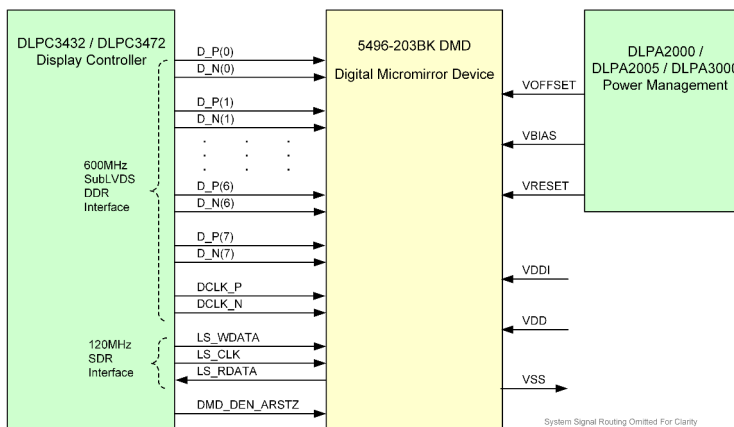 DLPC3432 / DLPC3472
Display Controller
600MHz
SubLVDS
DDR
Interface
120MHz
SDR
Interface
D_P(0)
D_N(0)
D_P(1)
D_N(1)
. . .
. . .
. . .
D_P(6)
D_N(6)
D_P(7)
D_N(7)
DCLK_P
DCLK_N
LS_WDATA
LS_CLK
LS_RDATA
DMD_DEN_ARSTZ
5496-203BK DMD
Digital Micromirror Device
VOFFSET
VBIAS
VRESET
VDDI
VDD
VSS
DLPA2000 /
DLPA2005 / DLPA3000
Power Management
System Signal Routing Omitted For Clarity